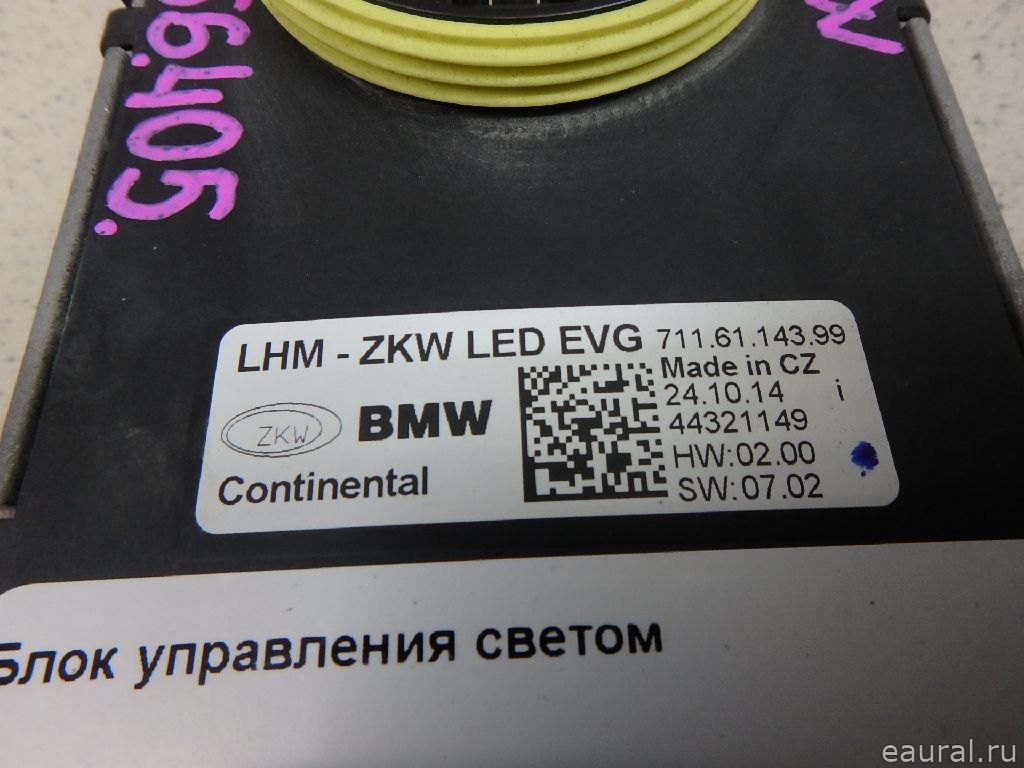 LHM - ZKW LED EVG 711.61.143.99
Made in CZ
24.10.14 i
44321149
HW:02.00
SW:07.02
ZKW BMW
Continental
Блок управления светом
eaural.ru